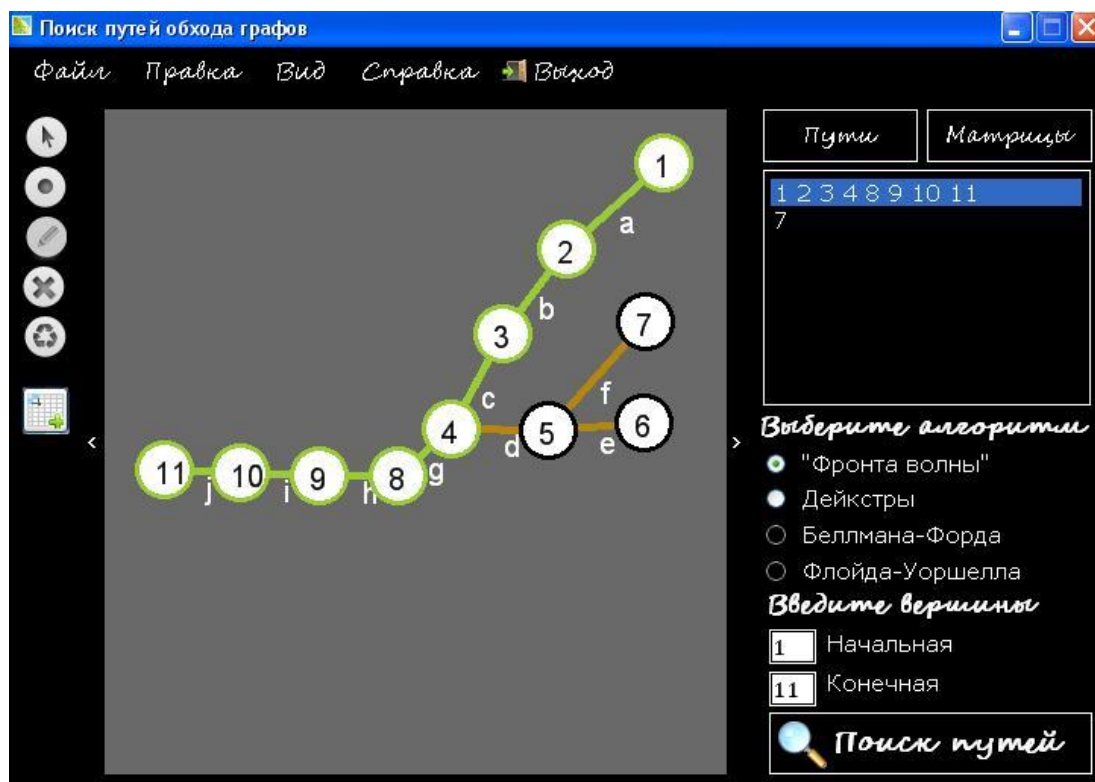 Поиск путей обхода графов
Файл Правка Вид Справка Выход
Пути Матрицы
1 2 3 4 8 9 10 11
7
1
a
2
b
3
7
c
f
4
d
5
e
6
g
11
j
10
i
9
h
8
<
>
Выберите алгоритм
"Фронта волны"
Дейкстры
Беллмана-Форда
Флойда-Уоршелла
Введите вершины
1 Начальная
11 Конечная
Поиск путей